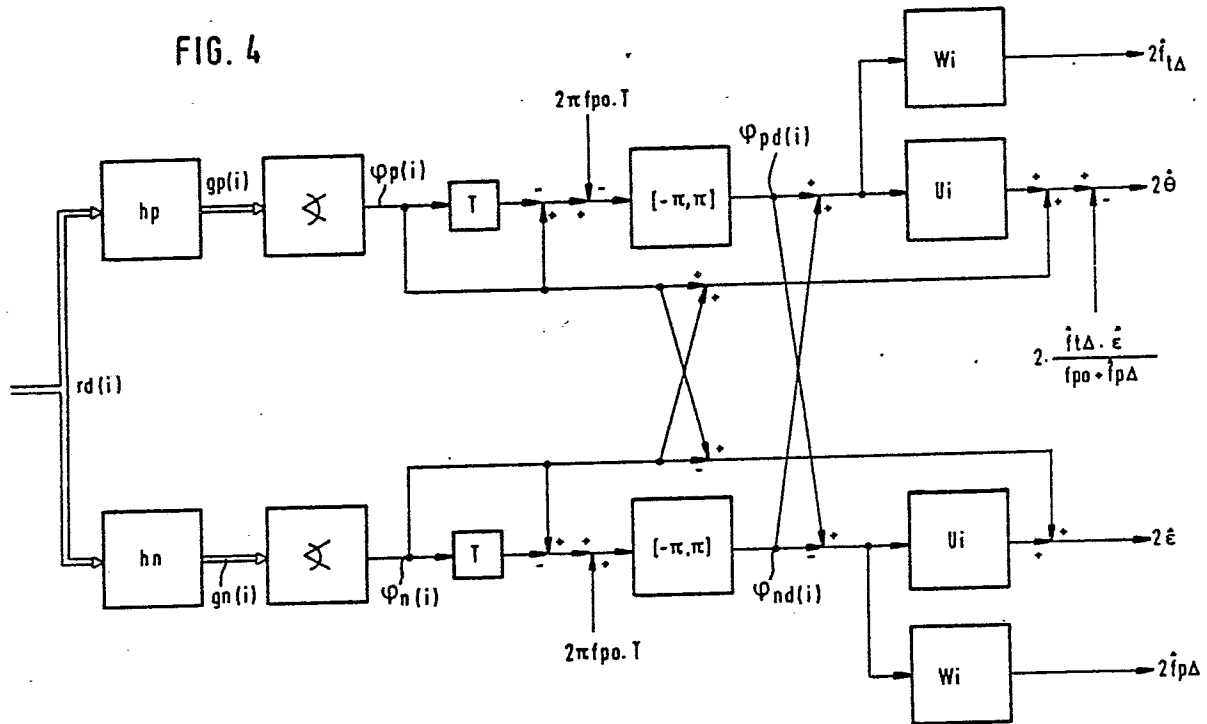 FIG. 4
Wi
2f̂tΔ
2πfpo.T
φpd(i)
hp
gp(i)
∢
φp(i)
T
- + - +
[-π,π]
+ +
Ui
+ + + -
2θ̂
+ +
rd(i)
2· f̂tΔ · ε̂
fpo + f̂pΔ
+ -
hn
gn(i)
∢
φn(i)
T
+ - + +
[-π,π]
φnd(i)
+ -
Ui
+ +
2ε̂
2πfpo.T
Wi
2f̂pΔ